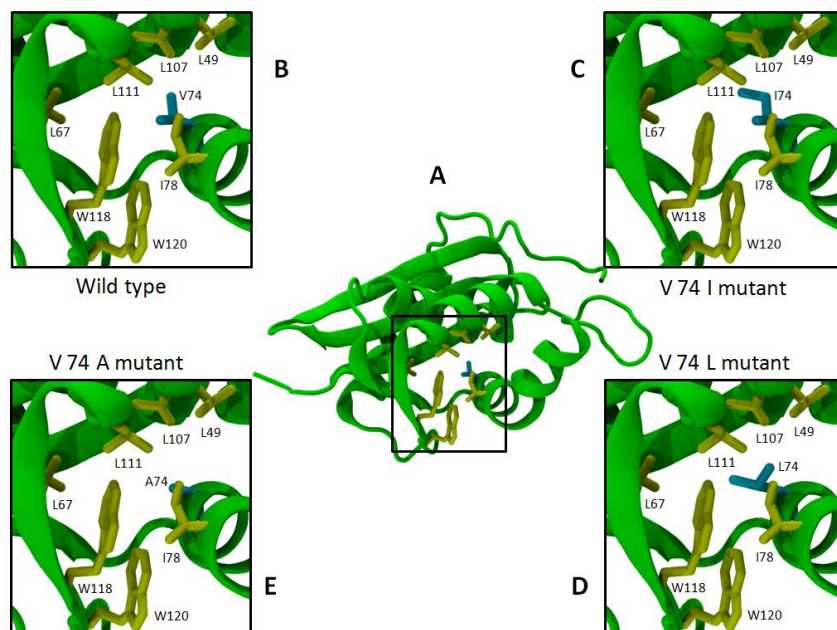 B
L107
L49
L111
V74
L67
I78
W118
W120
Wild type
C
L107
L49
L111
I74
L67
I78
W118
W120
V 74 I mutant
A
V 74 A mutant
L107
L49
L111
A74
L67
I78
W118
W120
E
V 74 L mutant
L107
L49
L111
L74
L67
I78
W118
W120
D